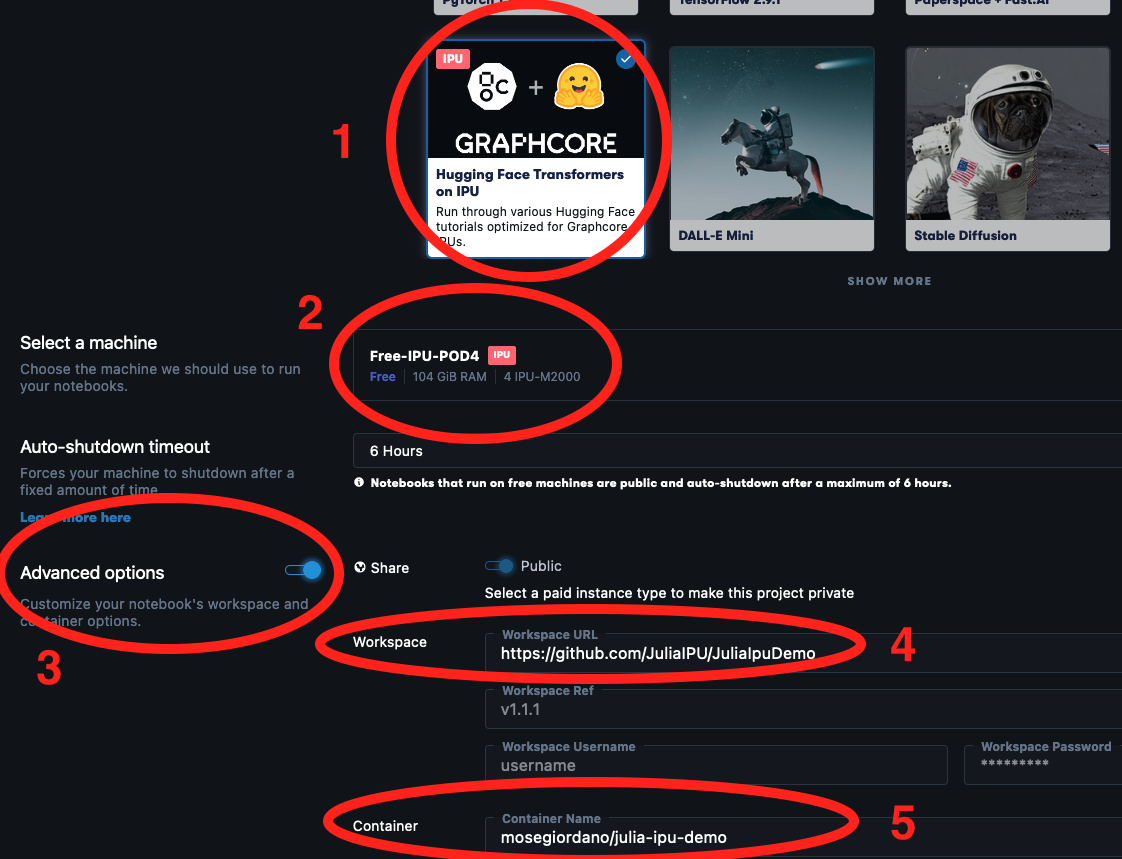 PyTorch 1
TensorFlow 2.9.1
Paperspace + Fast.AI
IPU
GC
+
GRAPHCORE
Hugging Face Transformers
on IPU
Run through various Hugging Face
tutorials optimized for Graphcore
IPUs.
1
DALL-E Mini
Stable Diffusion
SHOW MORE
2
Select a machine
Choose the machine we should use to run
your notebooks.
Free-IPU-POD4 IPU
Free 104 GiB RAM 4 IPU-M2000
Auto-shutdown timeout
Forces your machine to shutdown after a
fixed amount of time.
Learn more here
6 Hours
Notebooks that run on free machines are public and auto-shutdown after a maximum of 6 hours.
Advanced options
Customize your notebook's workspace and
container options.
3
Share
Public
Select a paid instance type to make this project private
Workspace
Workspace URL
https://github.com/JuliaIPU/JuliaIpuDemo
4
Workspace Ref
v1.1.1
Workspace Username
username
Workspace Password
*********
Container
Container Name
mosegiordano/julia-ipu-demo
5